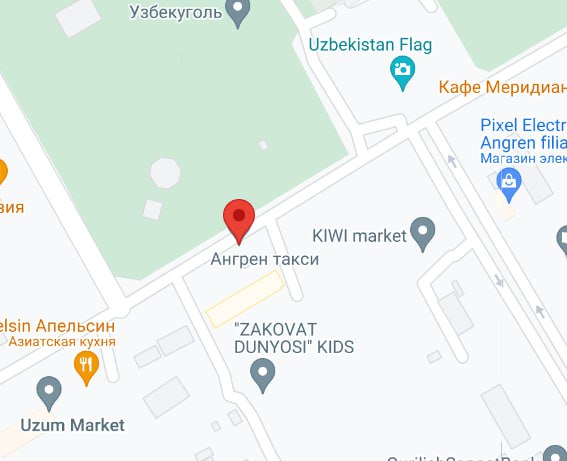 Узбекуголь
Uzbekistan Flag
Кафе Меридиан
Pixel Electr
Angren filia
Магазин элек
вия
KIWI market
Ангрен такси
elsin Апельсин
Азиатская кухня
"ZAKOVAT
DUNYOSI" KIDS
Uzum Market